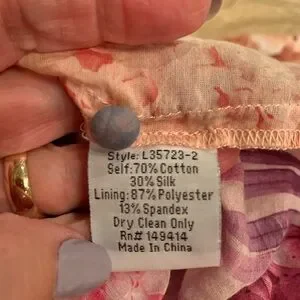 Style: L35723-2
Self:70% Cotton
30% Silk
Lining: 87% Polyester
13% Spandex
Dry Clean Only
Rn# 149414
Made In China